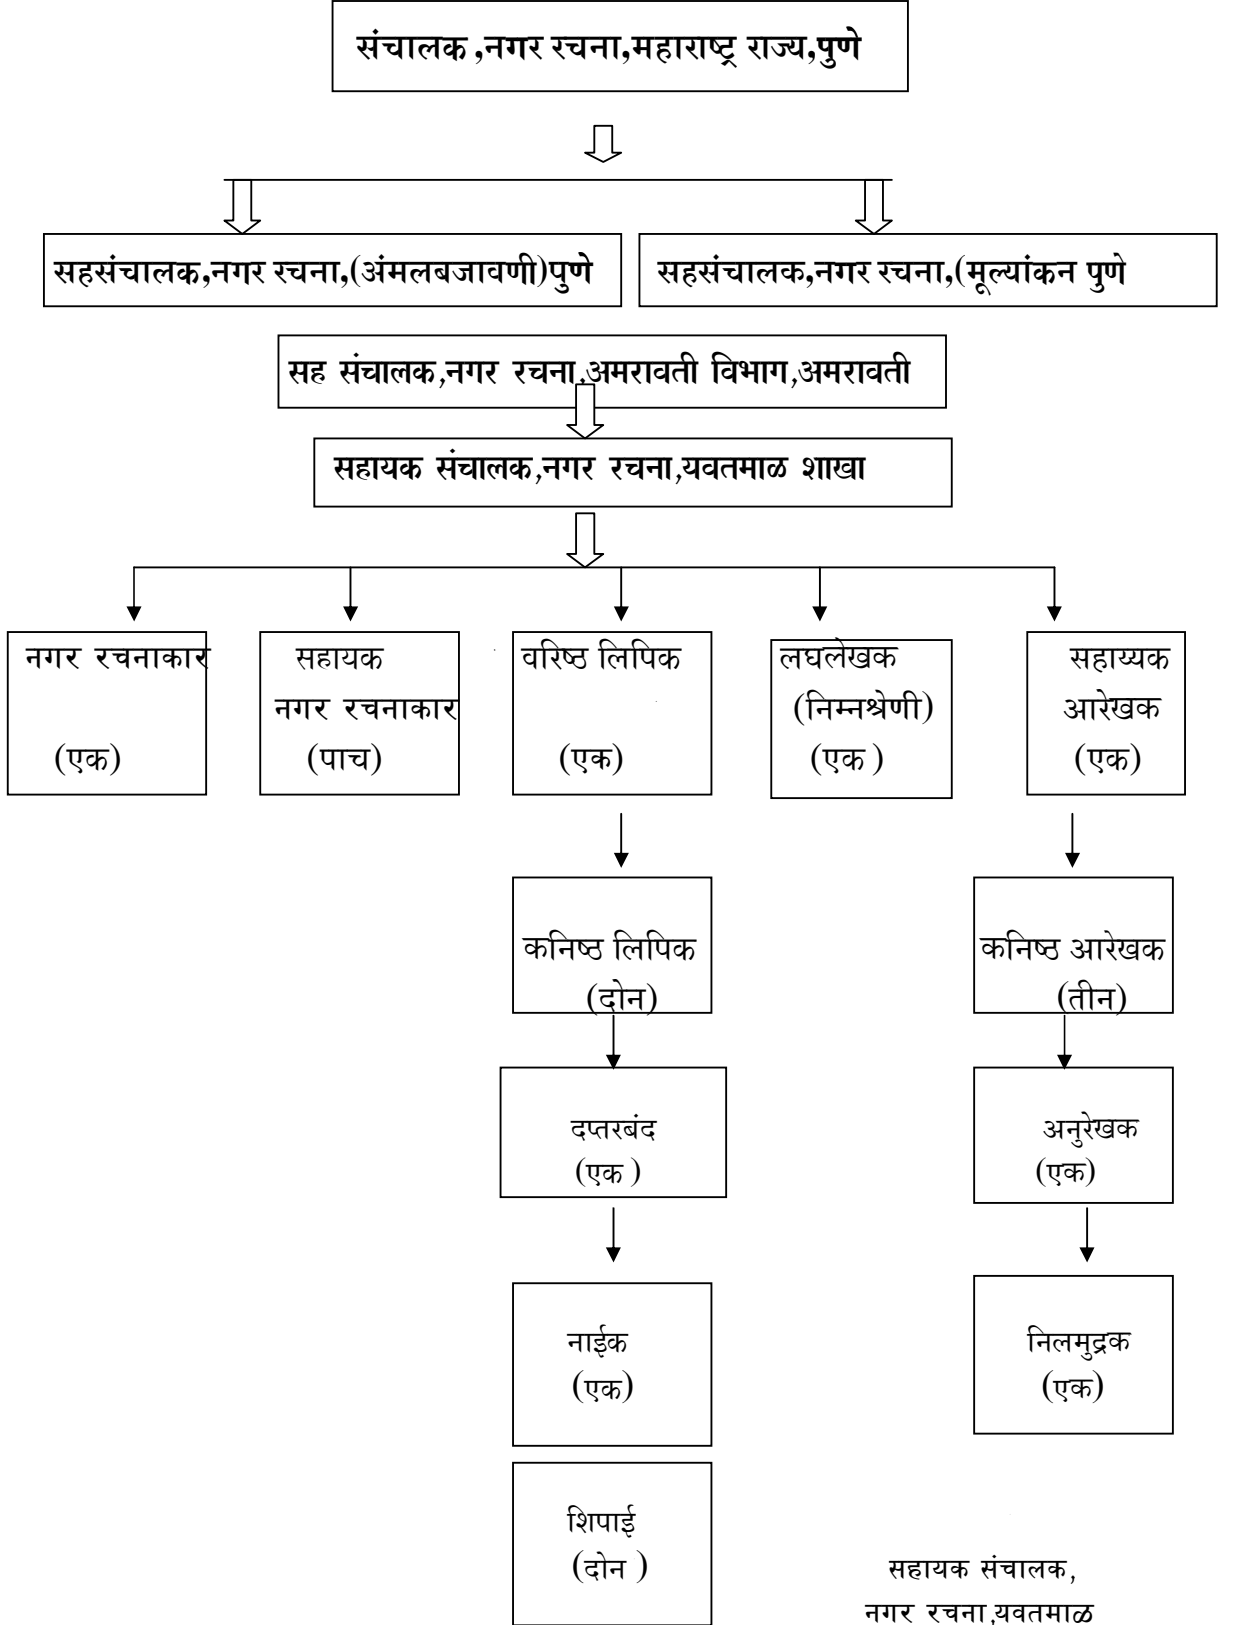 संचालक ,नगर रचना,महाराष्ट्र राज्य,पुणे
सहसंचालक,नगर रचना,(अंमलबजावणी)पुणे
सहसंचालक,नगर रचना,(मूल्यांकन पुणे
सह संचालक,नगर रचना,अमरावती विभाग,अमरावती
सहायक संचालक,नगर रचना,यवतमाळ शाखा
नगर रचनाकार
(एक)
सहायक
नगर रचनाकार
(पाच)
वरिष्ठ लिपिक
(एक)
लघलेखक
(निम्नश्रेणी)
(एक )
सहाय्यक
आरेखक
(एक)
कनिष्ठ लिपिक
(दोन)
कनिष्ठ आरेखक
(तीन)
दप्तरबंद
(एक )
अनुरेखक
(एक)
नाईक
(एक)
निलमुद्रक
(एक)
शिपाई
(दोन )
सहायक संचालक,
नगर रचना,यवतमाळ